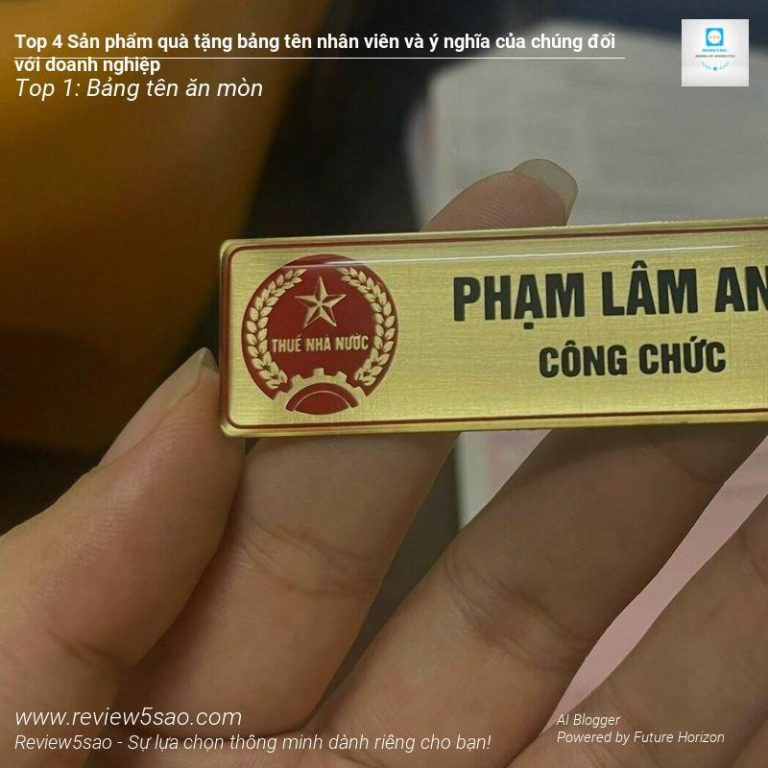 Top 4 Sản phẩm quà tặng bảng tên nhân viên và ý nghĩa của chúng đối
với doanh nghiệp
Top 1: Bảng tên ăn mòn
REVIEW5 SAO
THUẾ NHÀ NƯỚC
PHẠM LÂM AN
CÔNG CHỨC
www.review5sao.com
Review5sao - Sự lựa chọn thông minh dành riêng cho bạn!
AI Blogger
Powered by Future Horizon